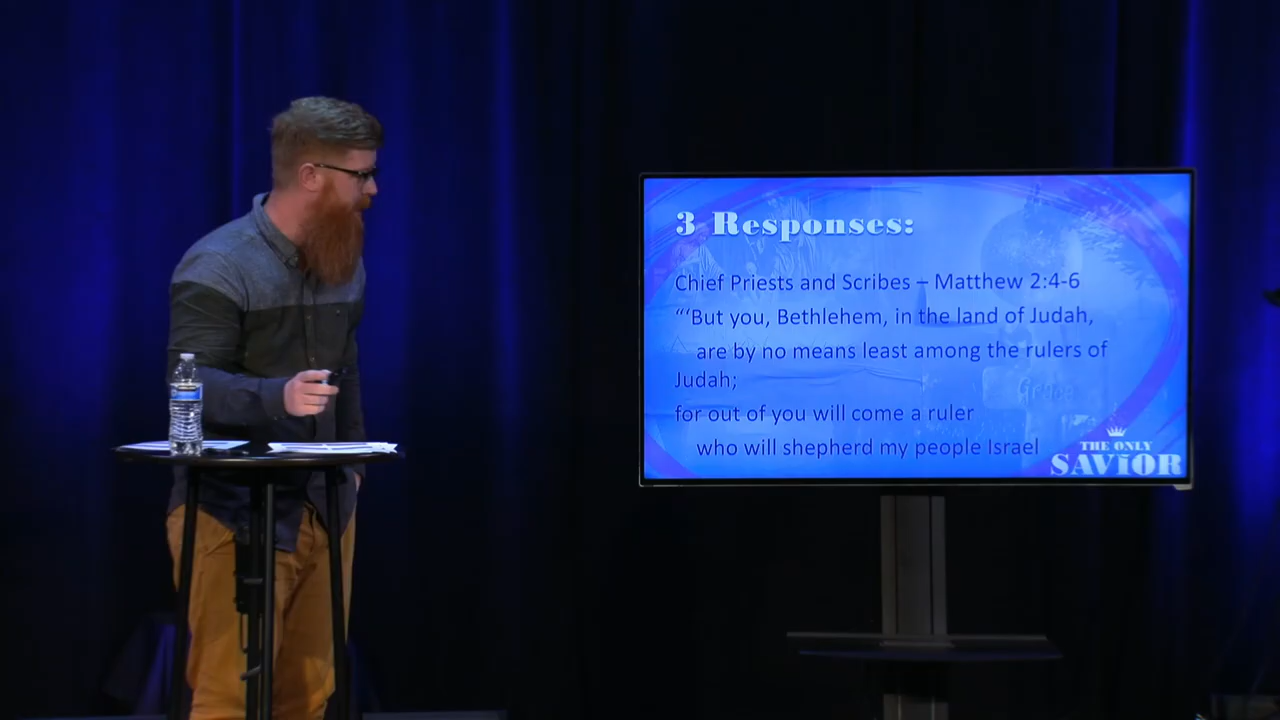 3 Responses:
Chief Priests and Scribes – Matthew 2:4-6
“‘But you, Bethlehem, in the land of Judah,
are by no means least among the rulers of
Judah;
for out of you will come a ruler
who will shepherd my people Israel
THE ONLY
SAVIOR
Grace